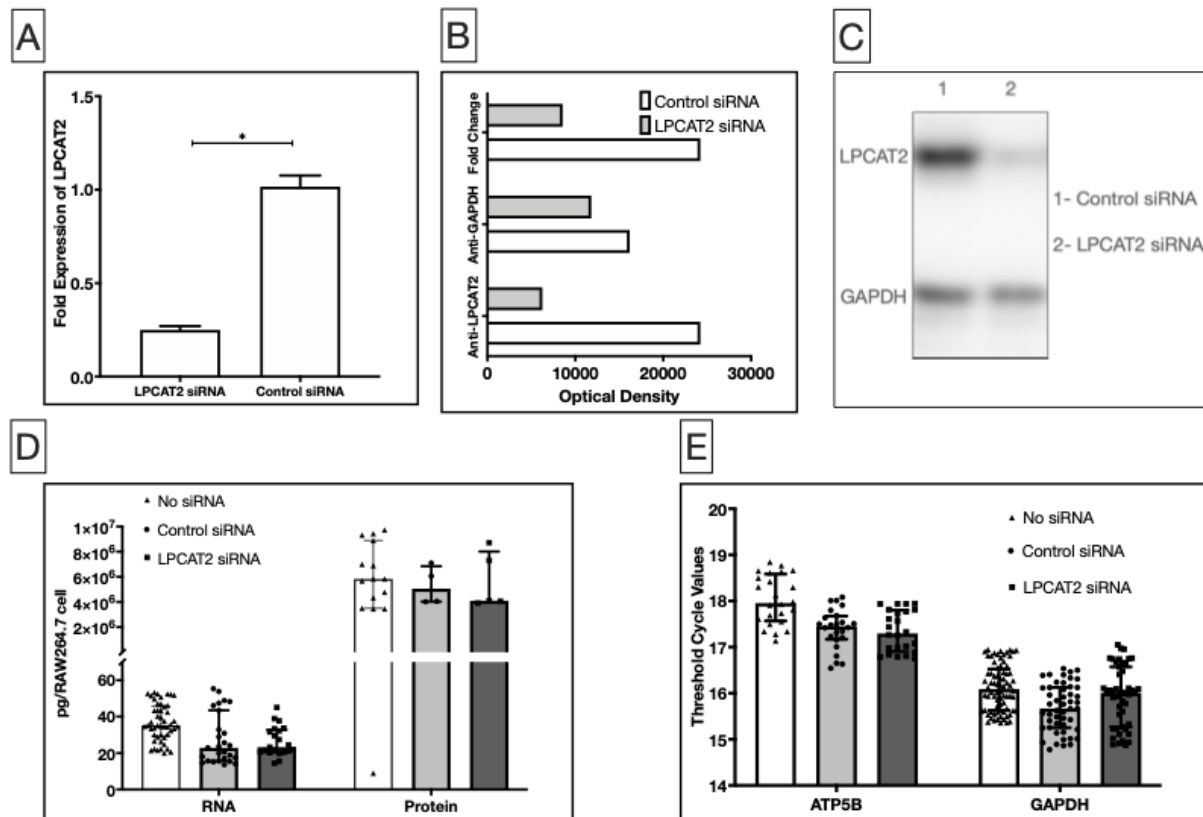 A
B
C
1.5
1.0
0.5
0.0
Fold Expression of LPCAT2
*
LPCAT2 siRNA
Control siRNA
Control siRNA
LPCAT2 siRNA
Fold Change
Anti-GAPDH
Anti-LPCAT2
0
10000
20000
30000
Optical Density
1 2
LPCAT2
1- Control siRNA
2- LPCAT2 siRNA
GAPDH
D
E
No siRNA
Control siRNA
LPCAT2 siRNA
1×10⁷
8×10⁶
6×10⁶
4×10⁶
2×10⁶
60
40
20
0
pg/RAW264.7 cell
RNA
Protein
20
19
18
17
16
15
14
Threshold Cycle Values
No siRNA
Control siRNA
LPCAT2 siRNA
ATP5B
GAPDH